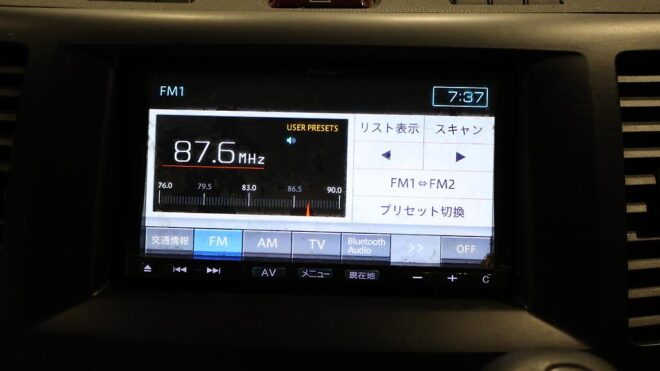 FM1
7:37
USER PRESETS
87.6 MHz
76.0 79.5 83.0 86.5 90.0
リスト表示 スキャン
FM1⇔FM2
プリセット切換
交通情報 FM AM TV Bluetooth Audio >> OFF
AV メニュー 現在地 − + C